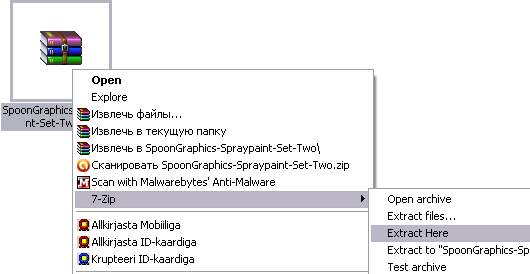 SpoonGraphics
nt-Set-Tw
Open
Explore
Извлечь файлы...
Извлечь в текущую папку
Извлечь в SpoonGraphics-Spraypaint-Set-Two\
Сканировать SpoonGraphics-Spraypaint-Set-Two.zip
Scan with Malwarebytes' Anti-Malware
7-Zip
Open archive
Extract files...
Extract Here
Extract to "SpoonGraphics-Sp
Test archive
Allkirjasta Mobiiliga
Allkirjasta ID-kaardiga
Krupteeri ID-kaardiga